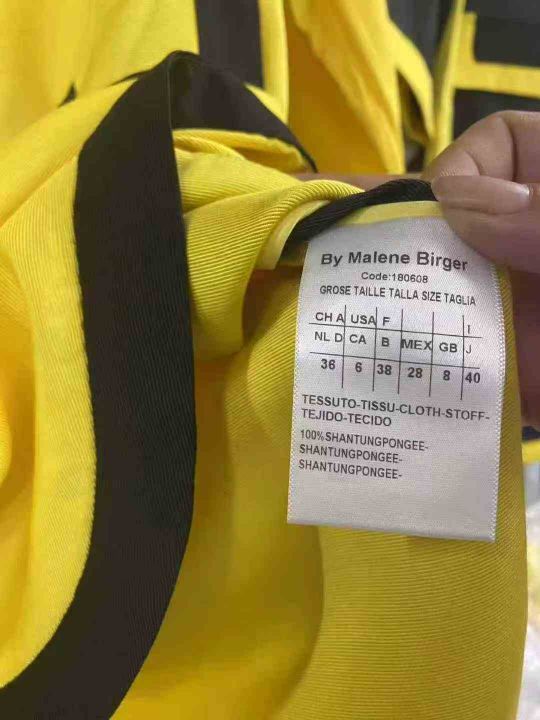 By Malene Birger
Code:180608
GROSE TAILLE TALLA SIZE TAGLIA
CH A USA F I
NL D CA B MEX GB J
36 6 38 28 8 40
TESSUTO-TISSU-CLOTH-STOFF-
TEJIDO-TECIDO
100%SHANTUNGPONGEE-
SHANTUNGPONGEE-
SHANTUNGPONGEE-